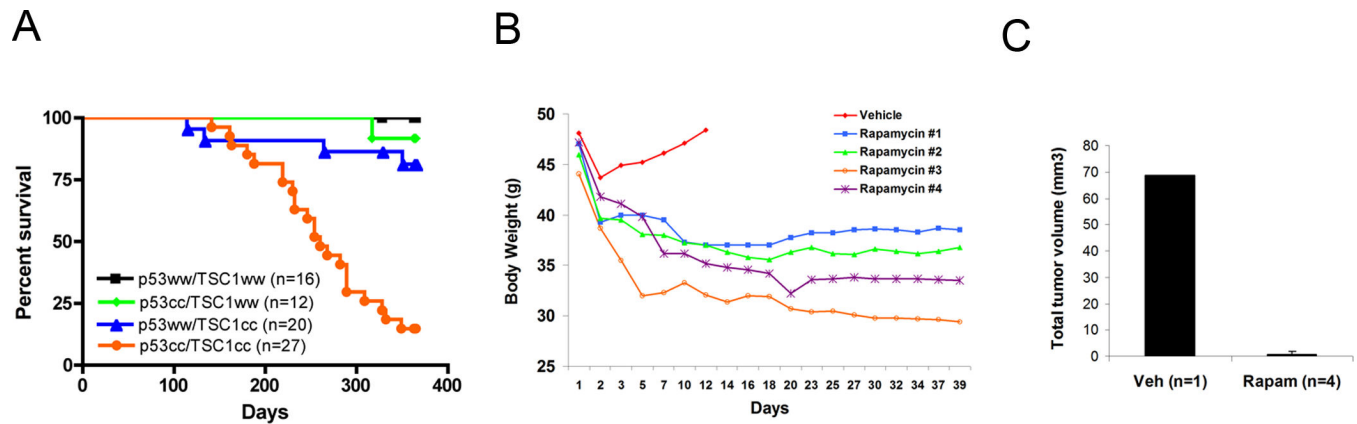 A
B
C
Percent survival
100
75
50
25
0
p53ww/TSC1ww (n=16)
p53cc/TSC1ww (n=12)
p53ww/TSC1cc (n=20)
p53cc/TSC1cc (n=27)
0 100 200 300 400
Days
Body Weight (g)
50
45
40
35
30
25
Vehicle
Rapamycin #1
Rapamycin #2
Rapamycin #3
Rapamycin #4
1 2 3 5 7 10 12 14 16 18 20 23 25 27 30 32 34 37 39
Days
Total tumor volume (mm3)
80
70
60
50
40
30
20
10
0
Veh (n=1) Rapam (n=4)